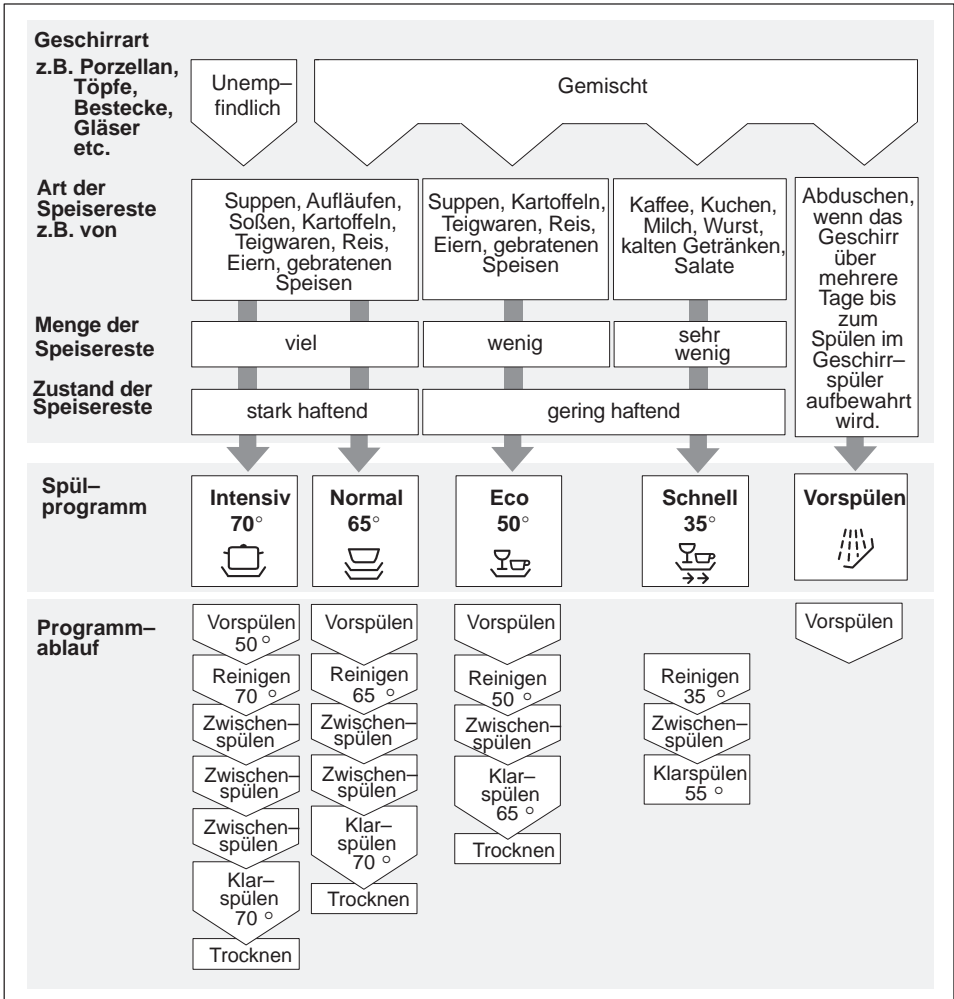 Geschirrart
z.B. Porzellan,
Töpfe,
Bestecke,
Gläser
etc.
Unemp–
findlich
Gemischt
Art der
Speisereste
z.B. von
Suppen, Aufläufen,
Soßen, Kartoffeln,
Teigwaren, Reis,
Eiern, gebratenen
Speisen
Suppen, Kartoffeln,
Teigwaren, Reis,
Eiern, gebratenen
Speisen
Kaffee, Kuchen,
Milch, Wurst,
kalten Getränken,
Salate
Abduschen,
wenn das
Geschirr
über
mehrere
Tage bis
zum
Spülen im
Geschirr–
spüler
aufbewahrt
wird.
Menge der
Speisereste
viel
wenig
sehr
wenig
Zustand der
Speisereste
stark haftend
gering haftend
Spül–
programm
Intensiv
70°
Normal
65°
Eco
50°
Schnell
35°
Vorspülen
Programm–
ablauf
Vorspülen
50 °
Reinigen
70 °
Zwischen–
spülen
Zwischen–
spülen
Zwischen–
spülen
Klar–
spülen
70 °
Trocknen
Vorspülen
Reinigen
65 °
Zwischen–
spülen
Zwischen–
spülen
Klar–
spülen
70 °
Trocknen
Vorspülen
Reinigen
50 °
Zwischen–
spülen
Klar–
spülen
65 °
Trocknen
Reinigen
35 °
Zwischen–
spülen
Klarspülen
55 °
Vorspülen